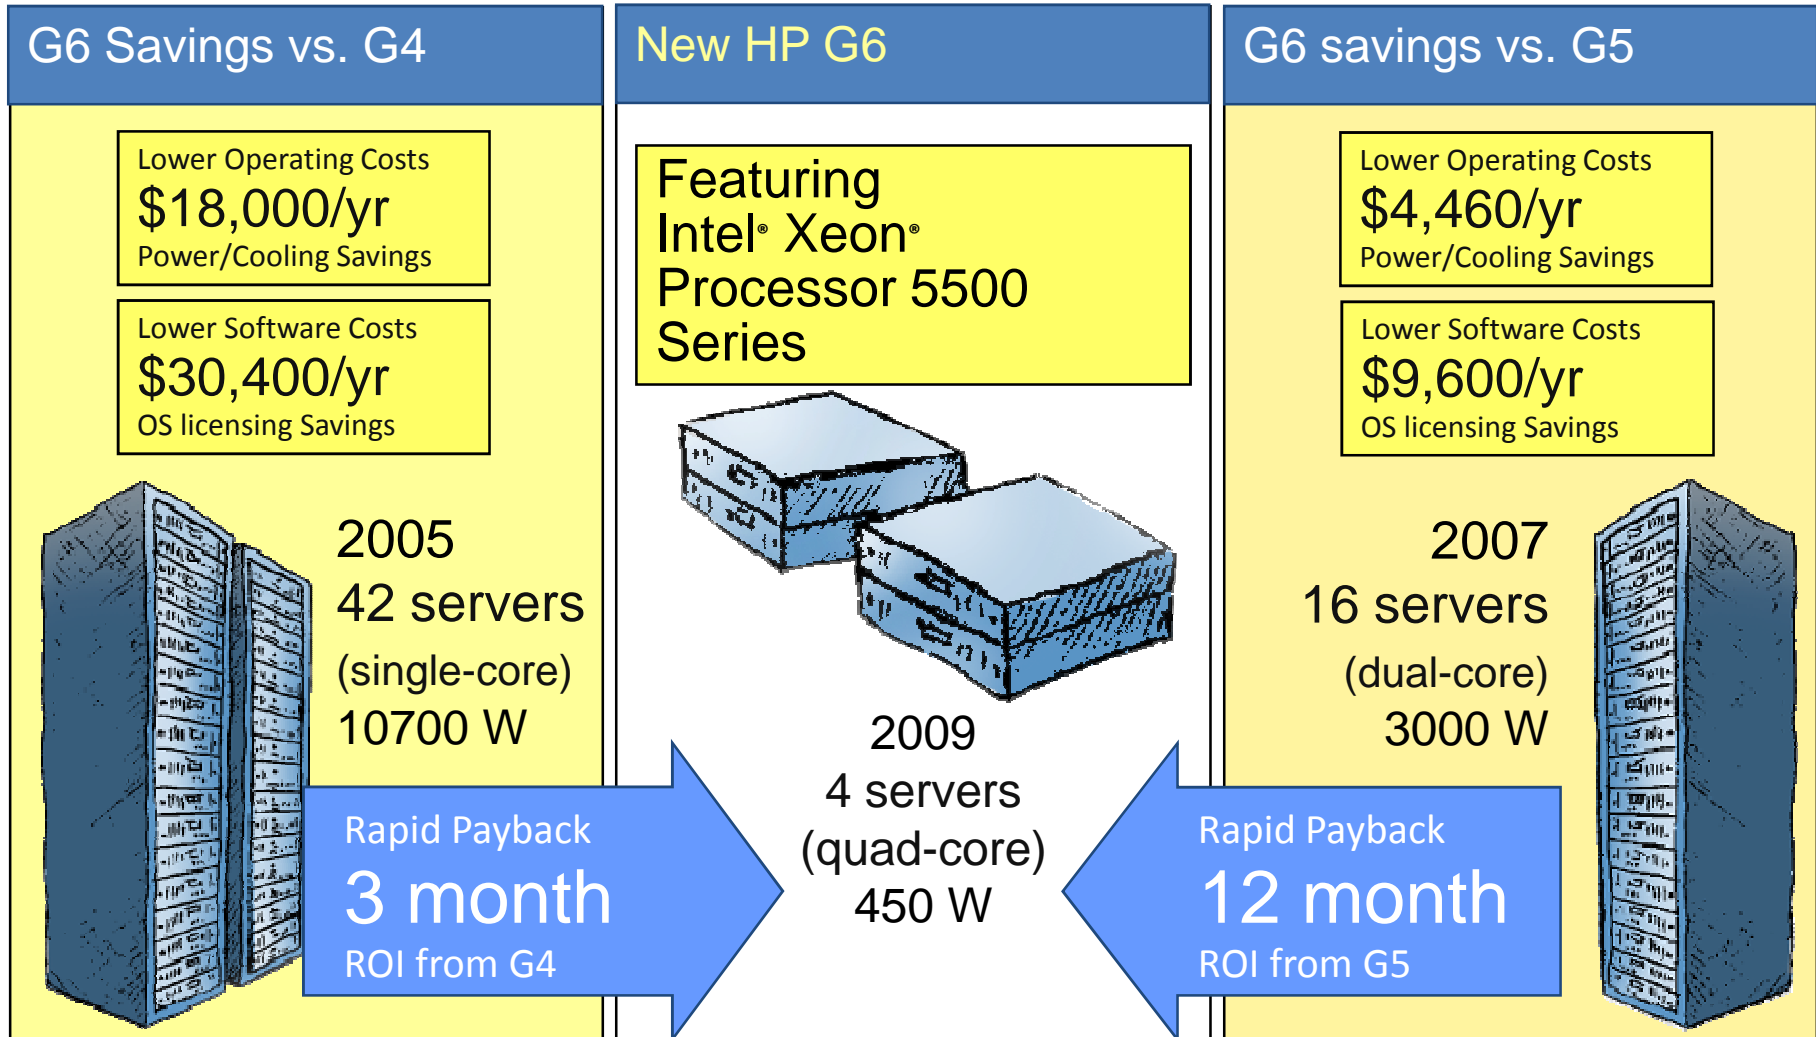 G6 Savings vs. G4
Lower Operating Costs
$18,000/yr
Power/Cooling Savings
Lower Software Costs
$30,400/yr
OS licensing Savings
2005
42 servers
(single-core)
10700 W
Rapid Payback
3 month
ROI from G4
New HP G6
Featuring
Intel® Xeon®
Processor 5500
Series
2009
4 servers
(quad-core)
450 W
G6 savings vs. G5
Lower Operating Costs
$4,460/yr
Power/Cooling Savings
Lower Software Costs
$9,600/yr
OS licensing Savings
2007
16 servers
(dual-core)
3000 W
Rapid Payback
12 month
ROI from G5